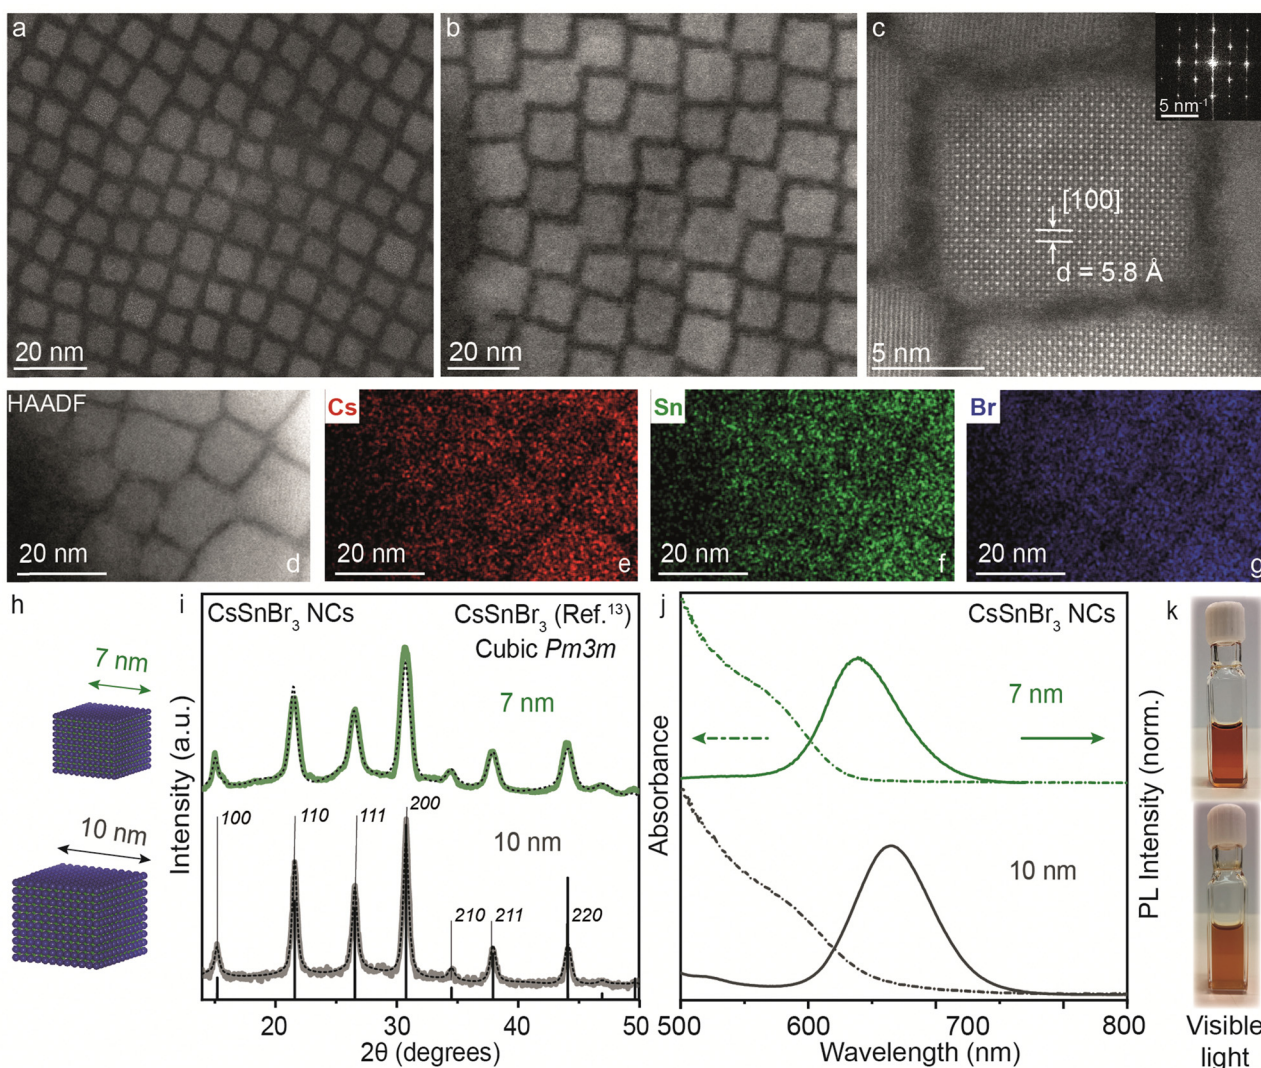 a
20 nm
b
20 nm
c
5 nm⁻¹
[100]
d = 5.8 Å
5 nm
HAADF
20 nm
d
Cs
20 nm
e
Sn
20 nm
f
Br
20 nm
g
h
7 nm
10 nm
i
CsSnBr₃ NCs
CsSnBr₃ (Ref.¹³)
Cubic Pm3m
7 nm
10 nm
100
110
111
200
210
211
220
Intensity (a.u.)
20
30
40
50
2θ (degrees)
j
CsSnBr₃ NCs
7 nm
10 nm
Absorbance
PL Intensity (norm.)
500
600
700
800
Wavelength (nm)
k
Visible
light